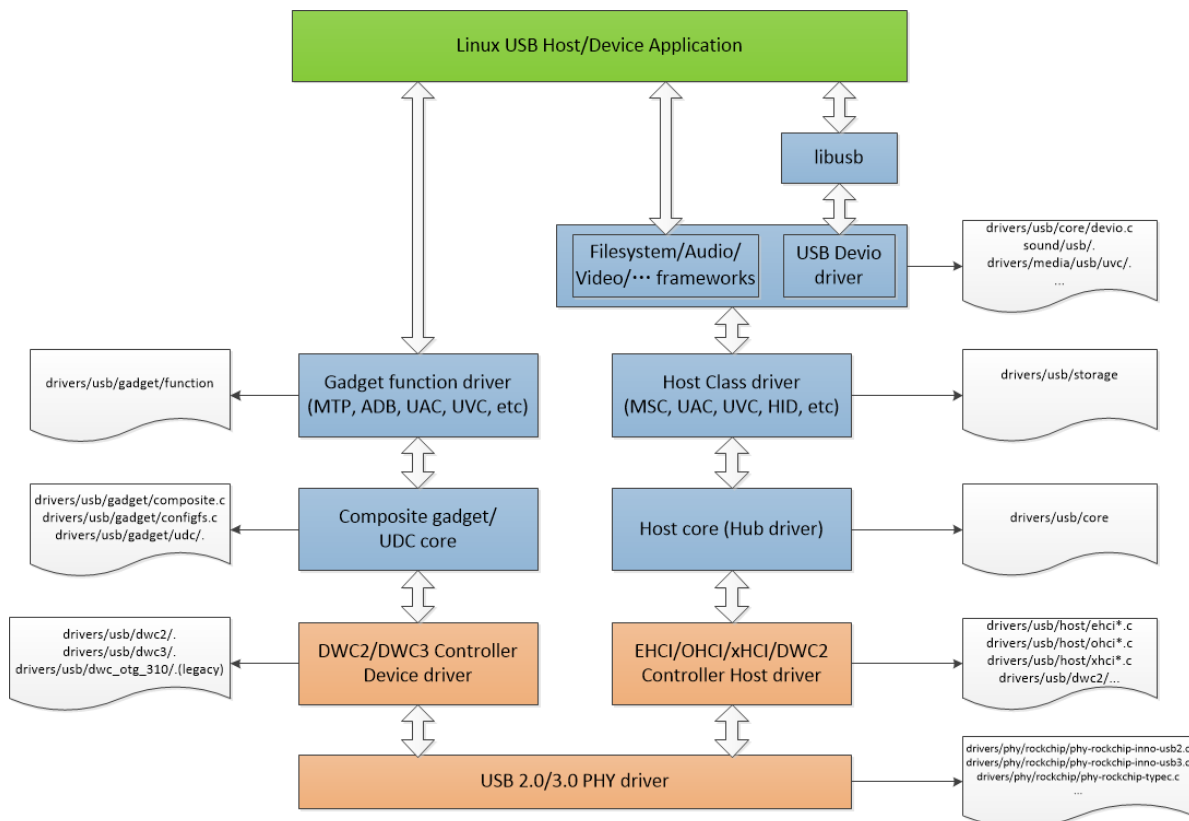 Linux USB Host/Device Application
libusb
Filesystem/Audio/
Video/⋯ frameworks
USB Devio
driver
drivers/usb/core/devio.c
sound/usb/.
drivers/media/usb/uvc/.
...
drivers/usb/gadget/function
Gadget function driver
(MTP, ADB, UAC, UVC, etc)
Host Class driver
(MSC, UAC, UVC, HID, etc)
drivers/usb/storage
drivers/usb/gadget/composite.c
drivers/usb/gadget/configfs.c
drivers/usb/gadget/udc/.
Composite gadget/
UDC core
Host core (Hub driver)
drivers/usb/core
drivers/usb/dwc2/.
drivers/usb/dwc3/.
drivers/usb/dwc_otg_310/.(legacy)
DWC2/DWC3 Controller
Device driver
EHCI/OHCI/xHCI/DWC2
Controller Host driver
drivers/usb/host/ehci*.c
drivers/usb/host/ohci*.c
drivers/usb/host/xhci*.c
drivers/usb/dwc2/...
USB 2.0/3.0 PHY driver
drivers/phy/rockchip/phy-rockchip-inno-usb2.c
drivers/phy/rockchip/phy-rockchip-inno-usb3.c
drivers/phy/rockchip/phy-rockchip-typec.c
...